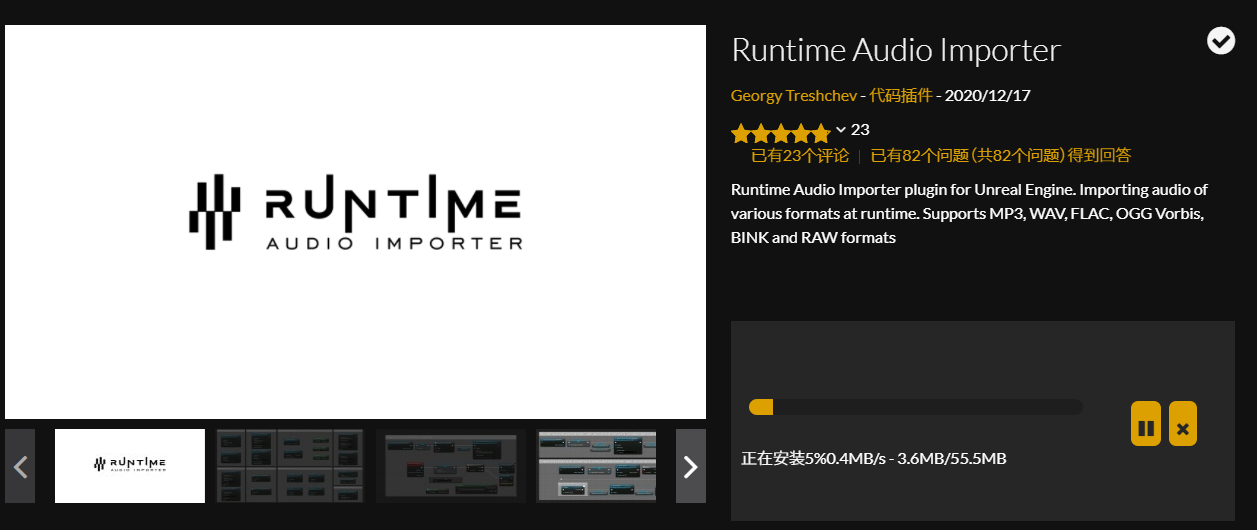 RUNTIME
AUDIO IMPORTER
RUNTIME
AUDIO IMPORTER
Runtime Audio Importer
Georgy Treshchev - 代码插件 - 2020/12/17
23
已有23个评论 | 已有82个问题 (共82个问题) 得到回答
Runtime Audio Importer plugin for Unreal Engine. Importing audio of
various formats at runtime. Supports MP3, WAV, FLAC, OGG Vorbis,
BINK and RAW formats
正在安装5%0.4MB/s - 3.6MB/55.5MB